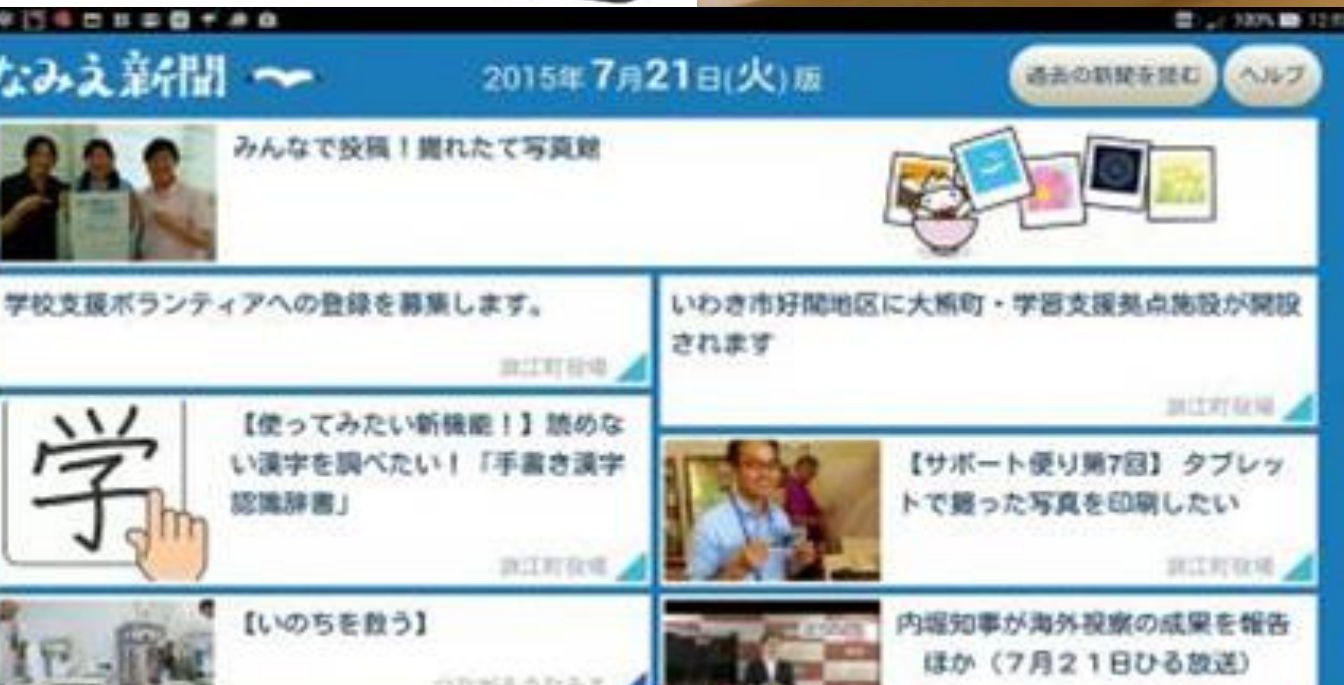 100%
なみえ新聞
2015年7月21日(火)版
過去の新聞を読む
ヘルプ
みんなで投稿！撮れたて写真館
学校支援ボランティアへの登録を募集します。
浪江町役場
いわき市好間地区に大熊町・学習支援拠点施設が開設
されます
浪江町役場
学
【使ってみたい新機能！】読めな
い漢字を調べたい！「手書き漢字
認識辞書」
浪江町役場
【サポート便り第7回】 タブレッ
トで撮った写真を印刷したい
浪江町役場
【いのちを救う】
内堀知事が海外視察の成果を報告
ほか（7月21日ひる放送）